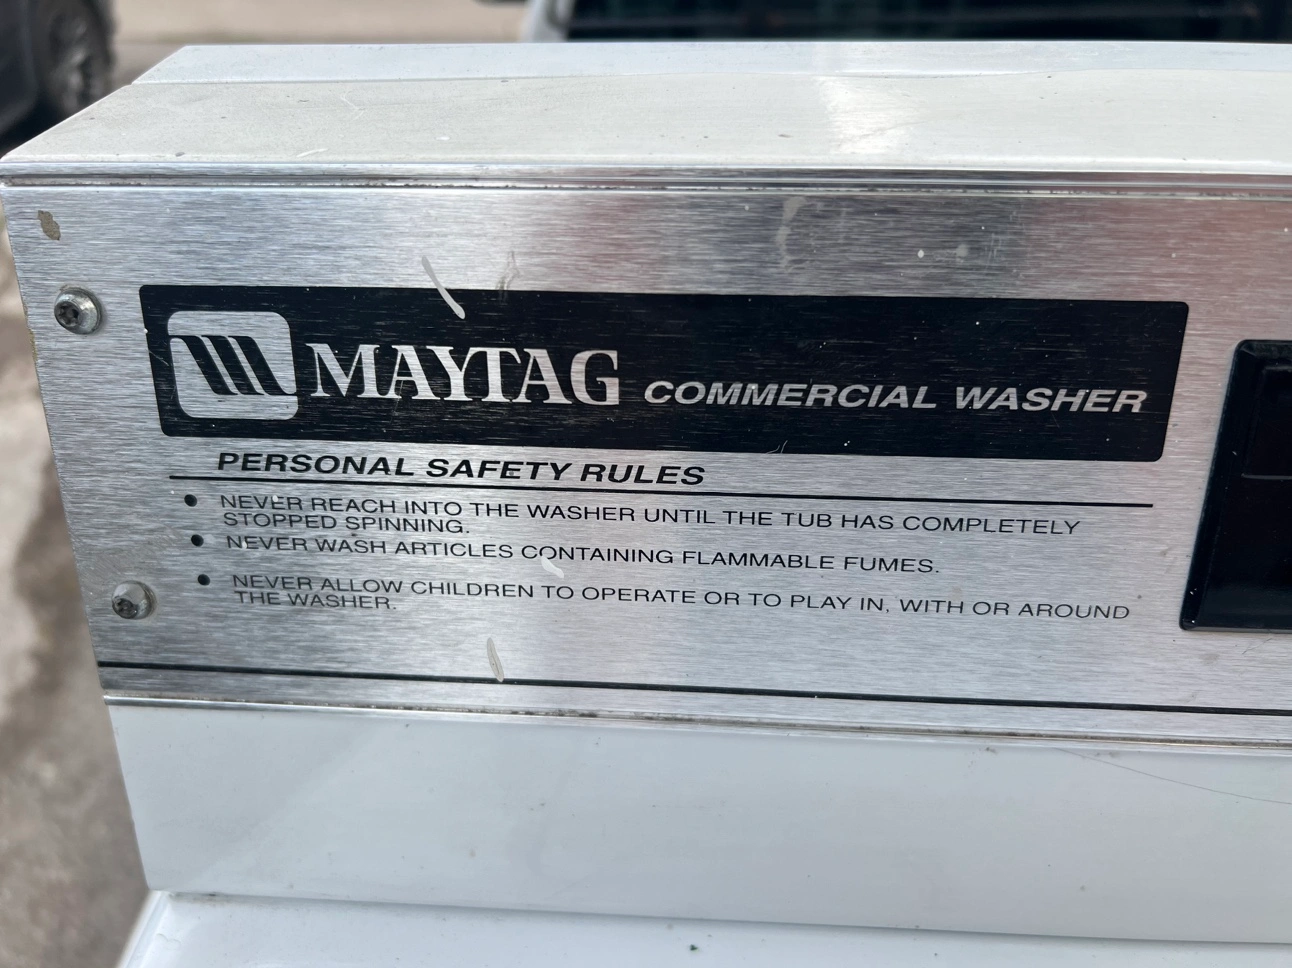 MAYTAG COMMERCIAL WASHER
PERSONAL SAFETY RULES
• NEVER REACH INTO THE WASHER UNTIL THE TUB HAS COMPLETELY
STOPPED SPINNING.
• NEVER WASH ARTICLES CONTAINING FLAMMABLE FUMES.
• NEVER ALLOW CHILDREN TO OPERATE OR TO PLAY IN, WITH OR AROUND
THE WASHER.